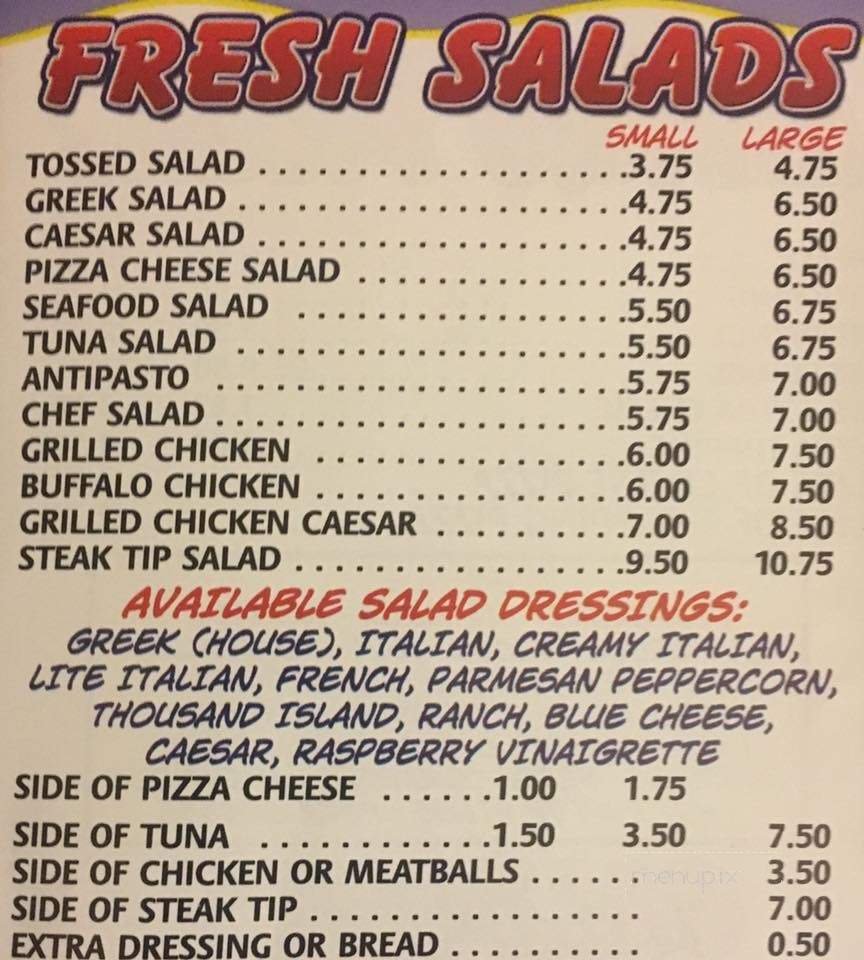 FRESH SALADS
SMALL LARGE
TOSSED SALAD . . . . . . . . . . . . . . . . . . .3.75 4.75
GREEK SALAD . . . . . . . . . . . . . . . . . . . .4.75 6.50
CAESAR SALAD . . . . . . . . . . . . . . . . . . .4.75 6.50
PIZZA CHEESE SALAD . . . . . . . . . . . . . .4.75 6.50
SEAFOOD SALAD . . . . . . . . . . . . . . . . .5.50 6.75
TUNA SALAD . . . . . . . . . . . . . . . . . . . .5.50 6.75
ANTIPASTO . . . . . . . . . . . . . . . . . . . . .5.75 7.00
CHEF SALAD . . . . . . . . . . . . . . . . . . . . .5.75 7.00
GRILLED CHICKEN . . . . . . . . . . . . . . . .6.00 7.50
BUFFALO CHICKEN . . . . . . . . . . . . . . . .6.00 7.50
GRILLED CHICKEN CAESAR . . . . . . . . . .7.00 8.50
STEAK TIP SALAD . . . . . . . . . . . . . . . . .9.50 10.75
AVAILABLE SALAD DRESSINGS:
GREEK (HOUSE), ITALIAN, CREAMY ITALIAN,
LITE ITALIAN, FRENCH, PARMESAN PEPPERCORN,
THOUSAND ISLAND, RANCH, BLUE CHEESE,
CAESAR, RASPBERRY VINAIGRETTE
SIDE OF PIZZA CHEESE . . . . . .1.00 1.75
SIDE OF TUNA . . . . . . . . . . . .1.50 3.50 7.50
SIDE OF CHICKEN OR MEATBALLS . . . . . . 3.50
menupix
SIDE OF STEAK TIP . . . . . . . . . . . . . . . . . 7.00
EXTRA DRESSING OR BREAD . . . . . . . . . . 0.50